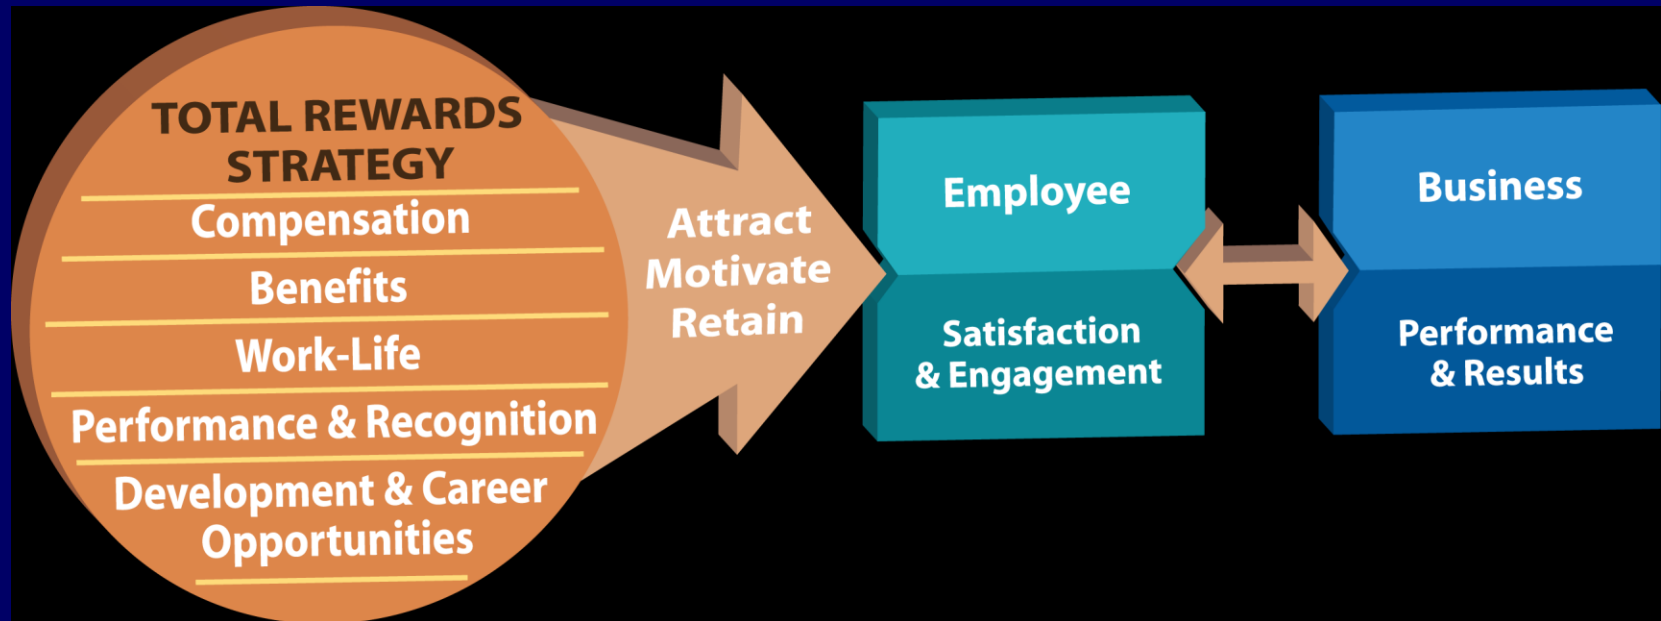 TOTAL REWARDS
STRATEGY
Compensation
Benefits
Work-Life
Performance & Recognition
Development & Career
Opportunities
Attract
Motivate
Retain
Employee
Satisfaction
& Engagement
Business
Performance
& Results